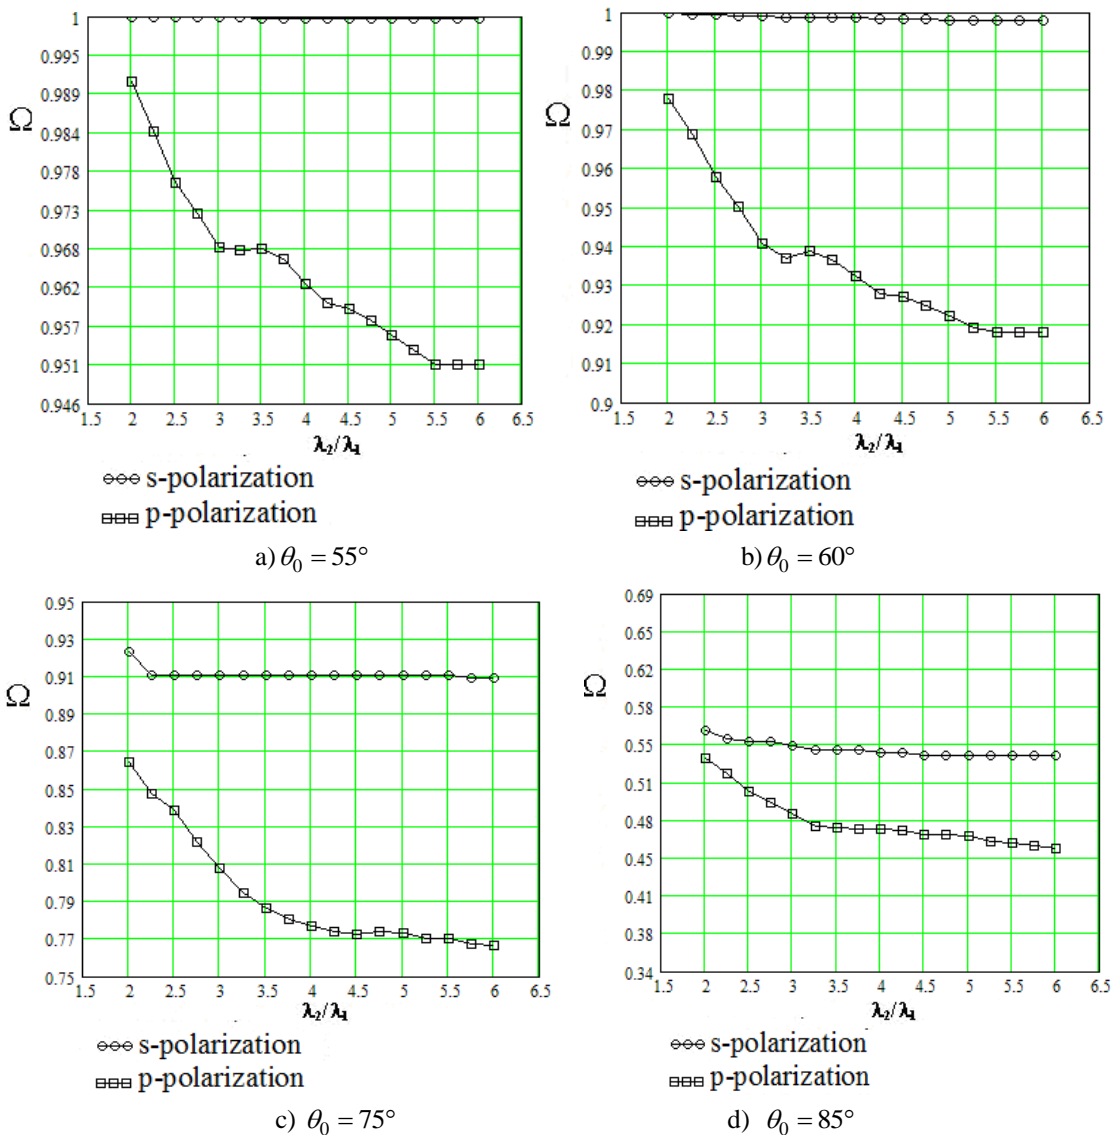 1
0.995
0.989
0.984
0.978
0.973
0.968
0.962
0.957
0.951
0.946
Ω
1.5 2 2.5 3 3.5 4 4.5 5 5.5 6 6.5
λ₂/λ₁
s-polarization
p-polarization
a) θ₀ = 55°
1
0.99
0.98
0.97
0.96
0.95
0.94
0.93
0.92
0.91
0.9
Ω
1.5 2 2.5 3 3.5 4 4.5 5 5.5 6 6.5
λ₂/λ₁
s-polarization
p-polarization
b) θ₀ = 60°
0.95
0.93
0.91
0.89
0.87
0.85
0.83
0.81
0.79
0.77
0.75
Ω
1.5 2 2.5 3 3.5 4 4.5 5 5.5 6 6.5
λ₂/λ₁
s-polarization
p-polarization
c) θ₀ = 75°
0.69
0.65
0.62
0.58
0.55
0.51
0.48
0.45
0.41
0.38
0.34
Ω
1.5 2 2.5 3 3.5 4 4.5 5 5.5 6 6.5
λ₂/λ₁
s-polarization
p-polarization
d) θ₀ = 85°